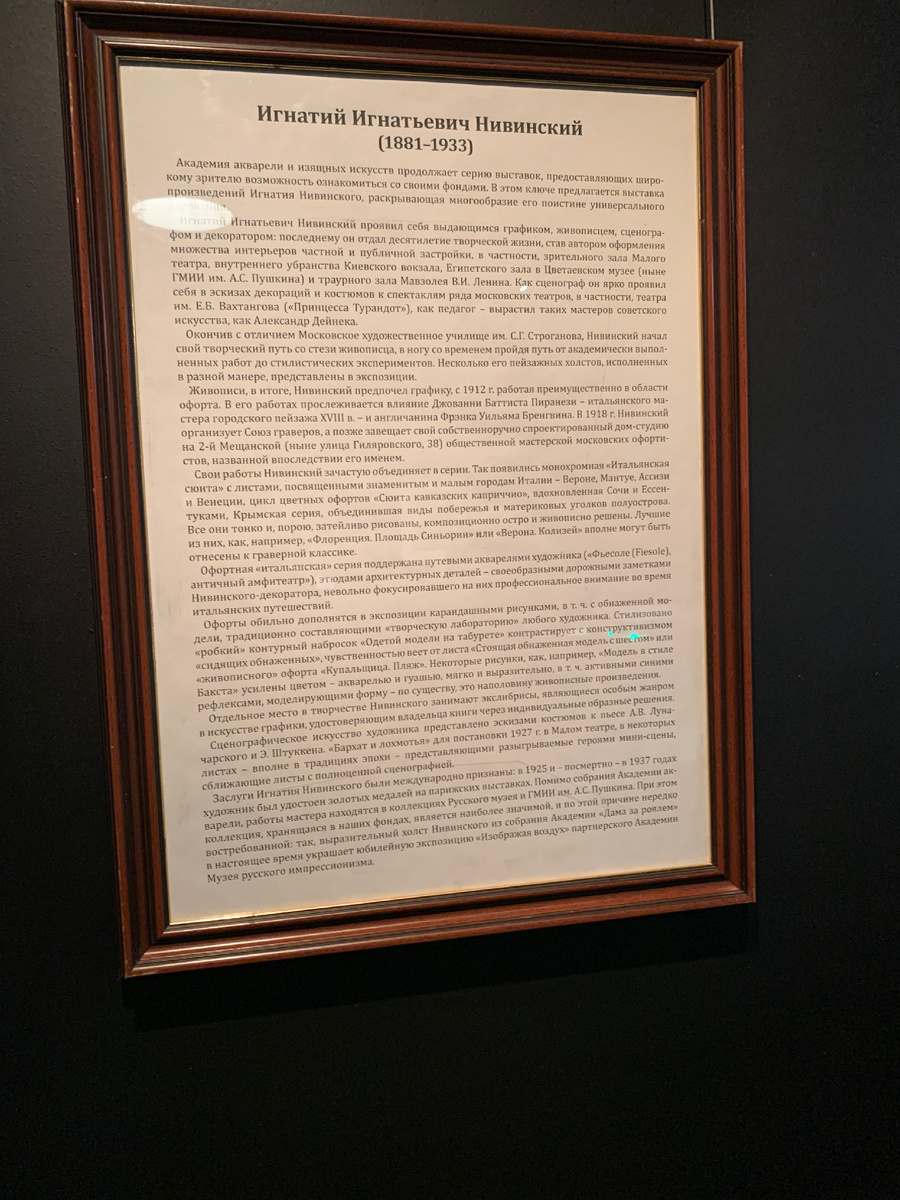 Игнатий Игнатьевич Нивинский
(1881–1933)
Академия акварели и изящных искусств продолжает серию выставок, предоставляющих широ-
кому зрителю возможность ознакомиться со своими фондами. В этом ключе предлагается выставка
произведений Игнатия Нивинского, раскрывающая многообразие его поистине универсального
Игнатий Игнатьевич Нивинский проявил себя выдающимся графиком, живописцем, сценогра-
фом и декоратором: последнему он отдал десятилетие творческой жизни, став автором оформления
множества интерьеров частной и публичной застройки, в частности, зрительного зала Малого
театра, внутреннего убранства Киевского вокзала, Египетского зала в Цветаевском музее (ныне
ГМИИ им. А.С. Пушкина) и траурного зала Мавзолея В.И. Ленина. Как сценограф он ярко проявил
себя в эскизах декораций и костюмов к спектаклям ряда московских театров, в частности, театра
им. Е.Б. Вахтангова («Принцесса Турандот»), как педагог – вырастил таких мастеров советского
искусства, как Александр Дейнека.
Окончив с отличием Московское художественное училище им. С.Г. Строганова, Нивинский начал
свой творческий путь со стези живописца, в ногу со временем пройдя путь от академически выпол-
ненных работ до стилистических экспериментов. Несколько его пейзажных холстов, исполненных
в разной манере, представлены в экспозиции.
Живописи, в итоге, Нивинский предпочел графику, с 1912 г. работая преимущественно в области
офорта. В его работах прослеживается влияние Джованни Баттиста Пиранези – итальянского ма-
стера городского пейзажа XVIII в. – и англичанина Фрэнка Уильяма Бренгвина. В 1918 г. Нивинский
организует Союз граверов, а позже завещает свой собственноручно спроектированный дом-студию
на 2-й Мещанской (ныне улица Гиляровского, 38) общественной мастерской московских офорти-
стов, названной впоследствии его именем.
Свои работы Нивинский зачастую объединяет в серии. Так появились монохромная «Итальянская
сюита» с листами, посвященными знаменитым и малым городам Италии – Вероне, Мантуе, Ассизи
и Венеции, цикл цветных офортов «Сюита кавказских каприччио», вдохновленная Сочи и Ессен-
туками, Крымская серия, объединившая виды побережья и материковых уголков полуострова.
Все они тонко и, порою, затейливо рисованы, композиционно остро и живописно решены. Лучшие
из них, как, например, «Флоренция. Площадь Синьории» или «Верона. Колизей» вполне могут быть
отнесены к граверной классике.
Офортная «итальянская» серия поддержана путевыми акварелями художника («Фьесоле (Fiesole),
античный амфитеатр»), этюдами архитектурных деталей – своеобразными дорожными заметками
Нивинского-декоратора, невольно фокусировавшего на них профессиональное внимание во время
итальянских путешествий.
Офорты обильно дополнятся в экспозиции карандашными рисунками, в т. ч. с обнаженной мо-
дели, традиционно составляющими «творческую лабораторию» любого художника. Стилизовано
«робкий» контурный набросок «Одетой модели на табурете» контрастирует с конструктивизмом
«сидящих обнаженных», чувственностью веет от листа «Стоящая обнаженная модель с шестом» или
«живописного» офорта «Купальщица. Пляж». Некоторые рисунки, как, например, «Модель в стиле
Бакста» усилены цветом – акварелью и гуашью, мягко и выразительно, в т. ч. активными синими
рефлексами, моделирующими форму – по существу, это наполовину живописные произведения.
Отдельное место в творчестве Нивинского занимают экслибрисы, являющиеся особым жанром
в искусстве графики, удостоверяющим владельца книги через индивидуальные образные решения.
Сценографическое искусство художника представлено эскизами костюмов к пьесе А.В. Луна-
чарского и Э. Штуккена. «Бархат и лохмотья» для постановки 1927 г. в Малом театре, в некоторых
листах – вполне в традициях эпохи – представляющими разыгрываемые героями мини-сцены,
сближающие листы с полноценной сценографией.
Заслуги Игнатия Нивинского были международно признаны: в 1925 и – посмертно – в 1937 годах
художник был удостоен золотых медалей на парижских выставках. Помимо собрания Академии ак-
варели, работы мастера находятся в коллекциях Русского музея и ГМИИ им. А.С. Пушкина. При этом
коллекция, хранящаяся в наших фондах, является наиболее значимой, и по этой причине нередко
востребованной: так, выразительный холст Нивинского из собрания Академии «Дама за роялем»
в настоящее время украшает юбилейную экспозицию «Изображая воздух» партнерского Академии
Музея русского импрессионизма.